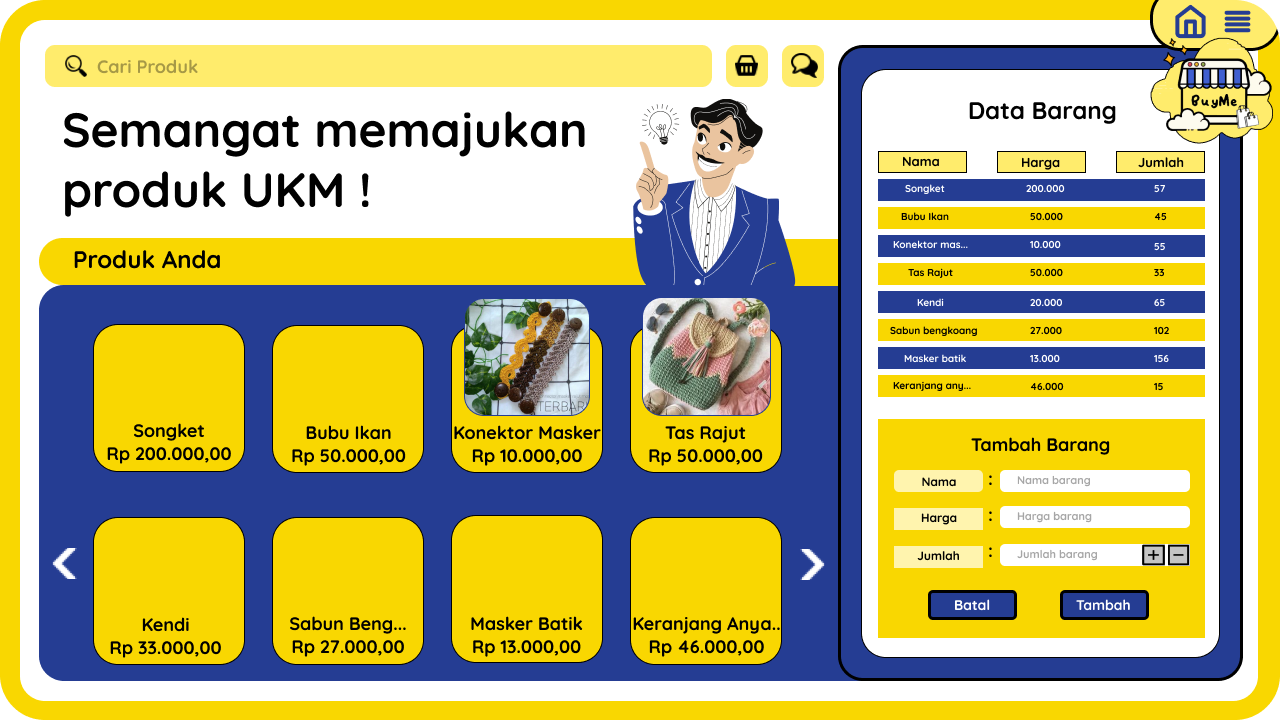 Cari Produk
BuyMe
Semangat memajukan
produk UKM !
Produk Anda
Songket
Rp 200.000,00
Bubu Ikan
Rp 50.000,00
TERBAR
Konektor Masker
Rp 10.000,00
Tas Rajut
Rp 50.000,00
Kendi
Rp 33.000,00
Sabun Beng...
Rp 27.000,00
Masker Batik
Rp 13.000,00
Keranjang Anya..
Rp 46.000,00
Data Barang
Nama Harga Jumlah
Songket 200.000 57
Bubu Ikan 50.000 45
Konektor mas... 10.000 55
Tas Rajut 50.000 33
Kendi 20.000 65
Sabun bengkoang 27.000 102
Masker batik 13.000 156
Keranjang any... 46.000 15
Tambah Barang
Nama : Nama barang
Harga : Harga barang
Jumlah : Jumlah barang + −
Batal Tambah